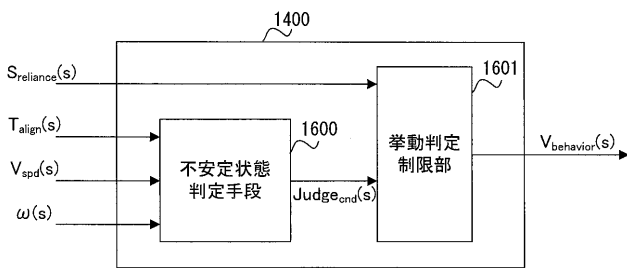 1400
S_reliance(s)
1601
T_align(s)
1600
挙動判定
制限部
V_behavior(s)
V_spd(s)
不安定状態
判定手段
Judge_cnd(s)
ω(s)